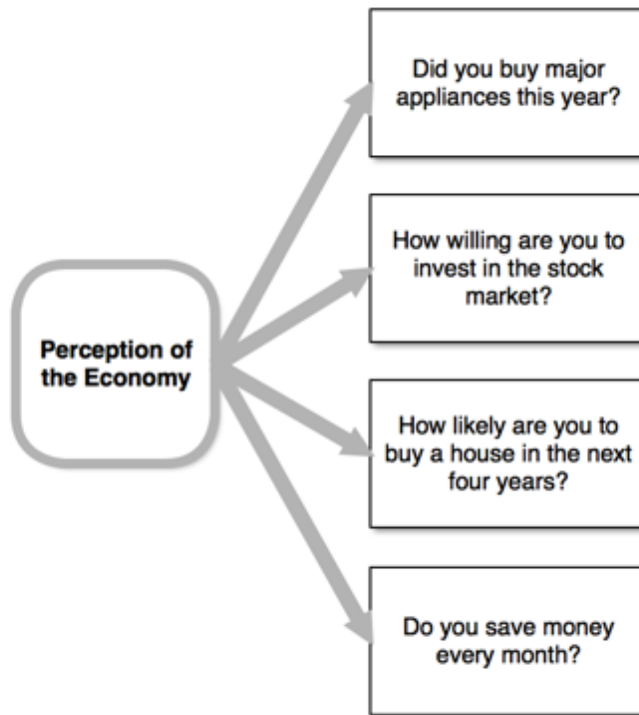 Did you buy major
appliances this year?
How willing are you to
invest in the stock
market?
Perception of
the Economy
How likely are you to
buy a house in the next
four years?
Do you save money
every month?